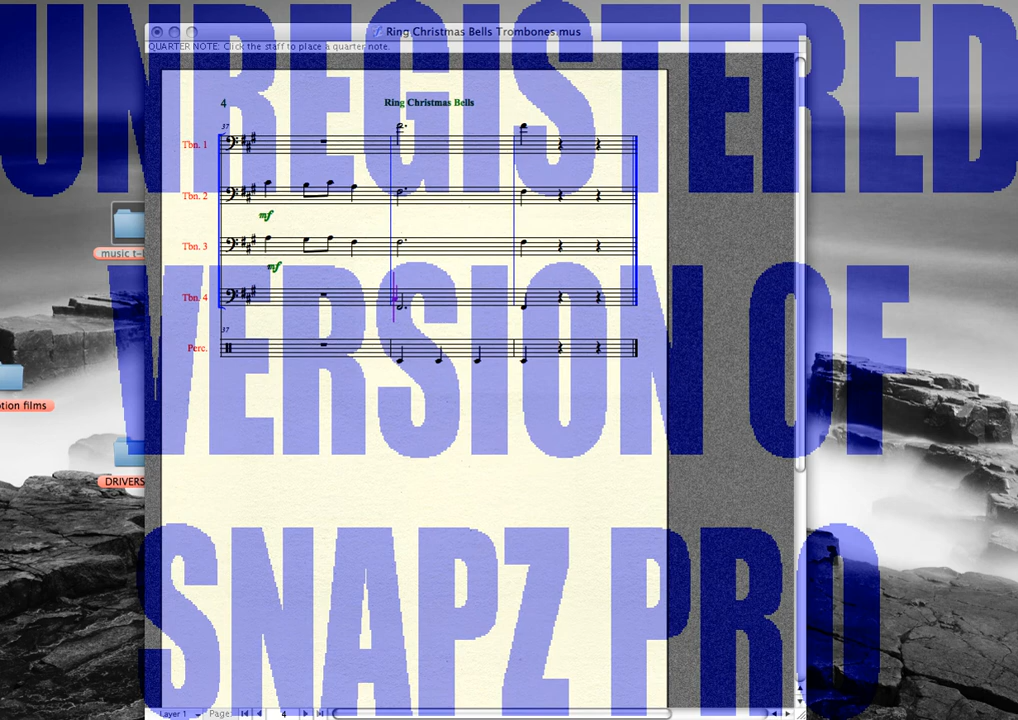 UNREGISTERED
VERSION OF
SNAPZ PRO
Ring Christmas Bells Trombones.mus
QUARTER NOTE: Click the staff to place a quarter note.
4
Ring Christmas Bells
37
Tbn. 1
Tbn. 2
mf
Tbn. 3
mf
Tbn. 4
37
Perc.
music t-
otion films
DRIVERS
Layer 1
Page:
4